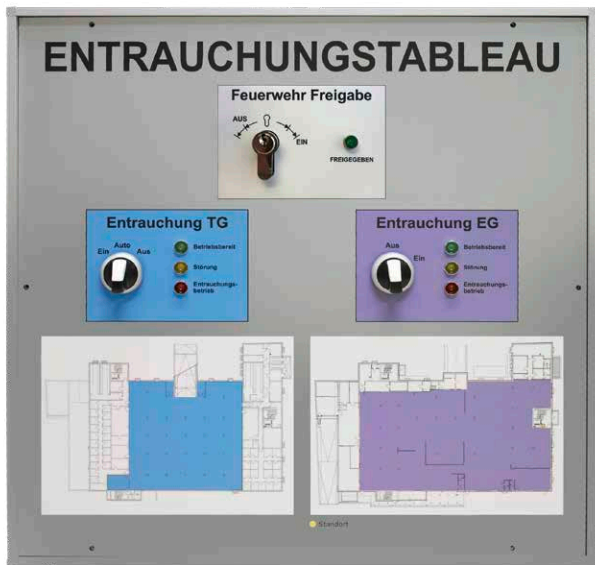 ENTRAUCHUNGSTABLEAU
Feuerwehr Freigabe
AUS
EIN
FREIGEGEBEN
Entrauchung TG
Ein
Auto
Aus
Betriebsbereit
Störung
Entrauchungs-
betrieb
Entrauchung EG
Aus
Ein
Betriebsbereit
Störung
Entrauchungs-
betrieb
Standort